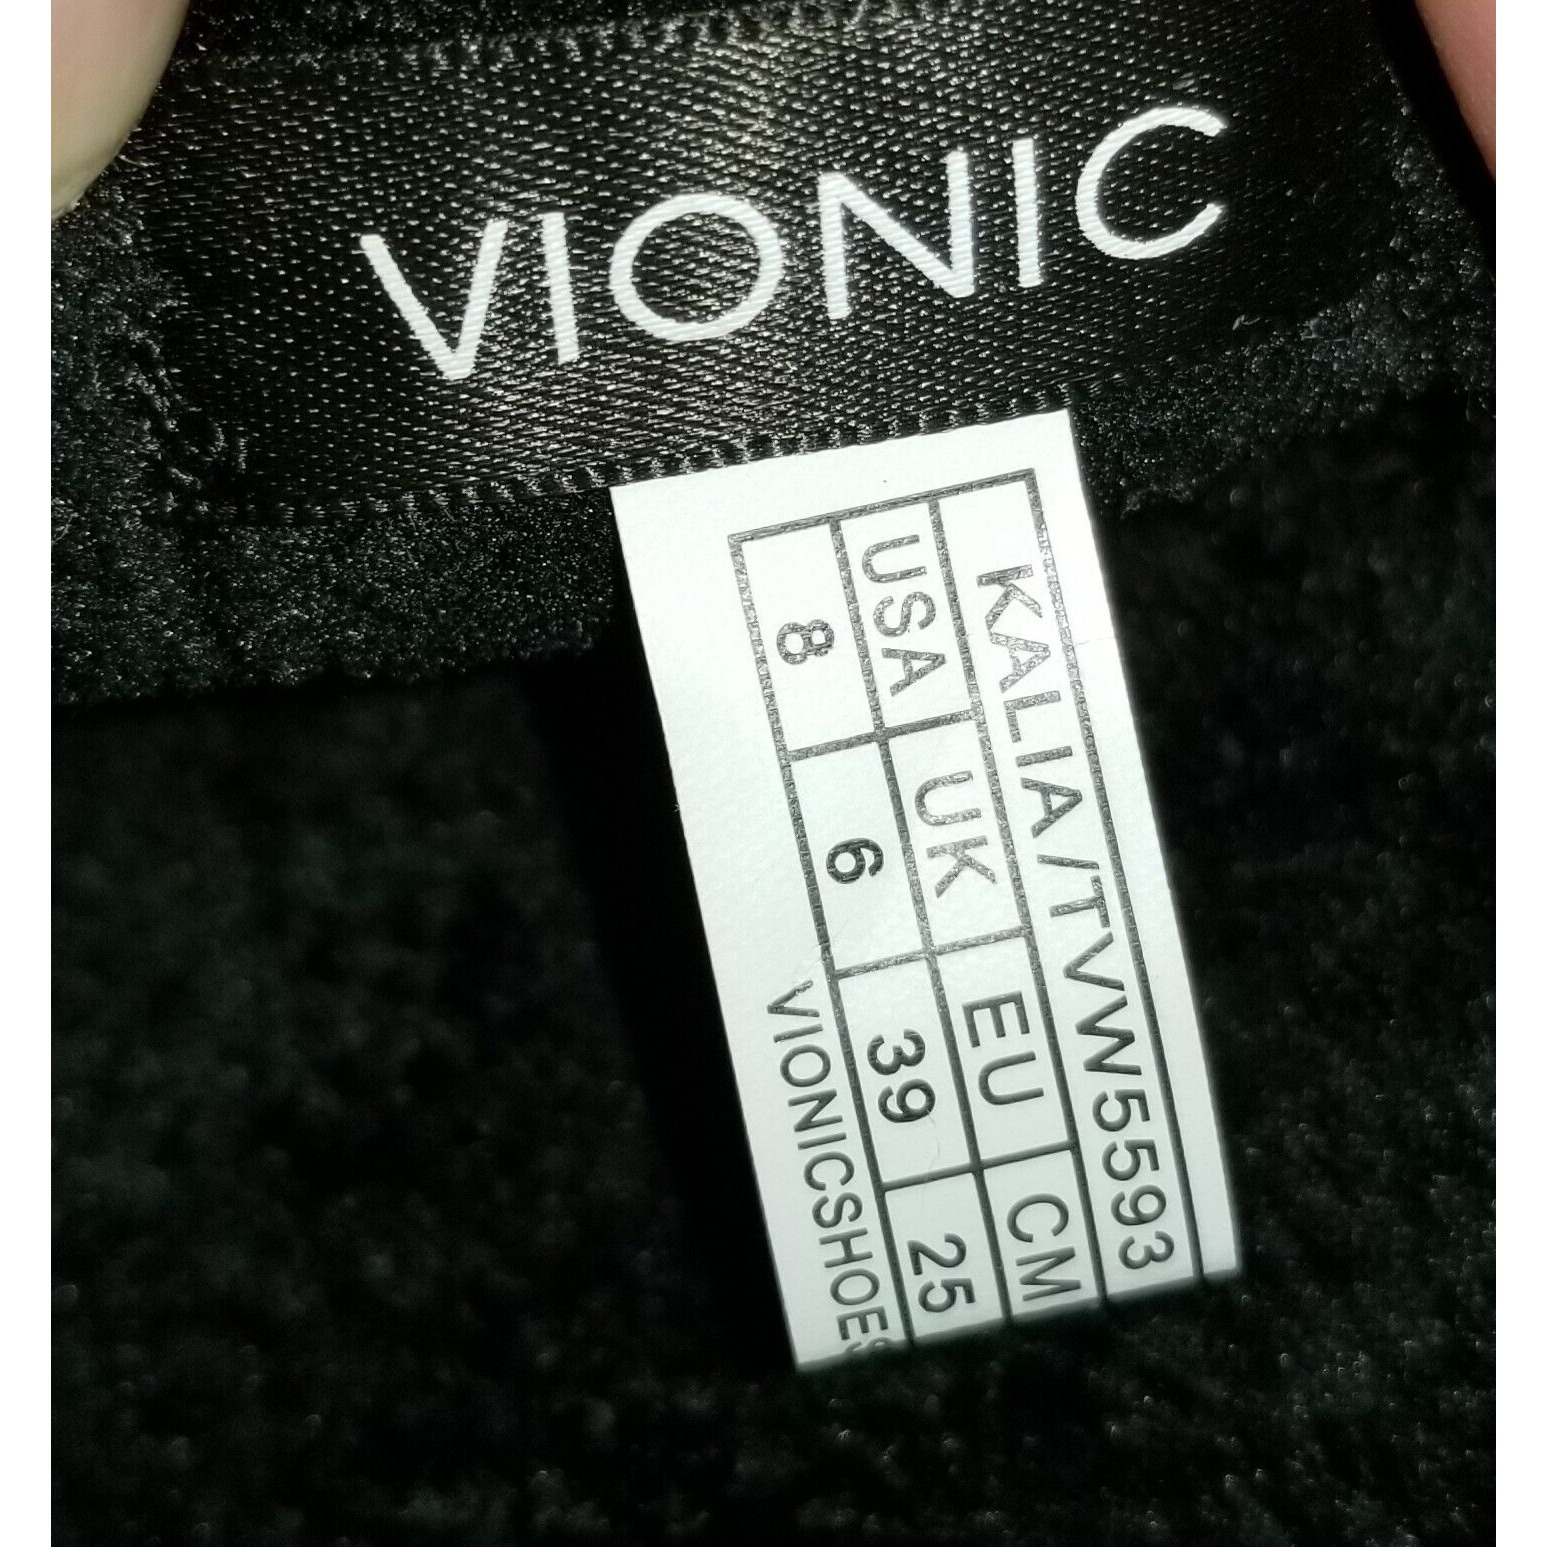 VIONIC
KALIA/TVW5593
USA UK EU CM
8 6 39 25
VIONICSHOES